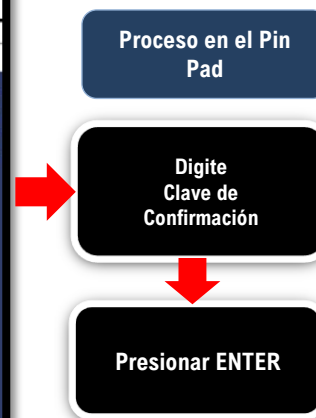 Proceso en el Pin
Pad
Digite
Clave de
Confirmación
Presionar ENTER